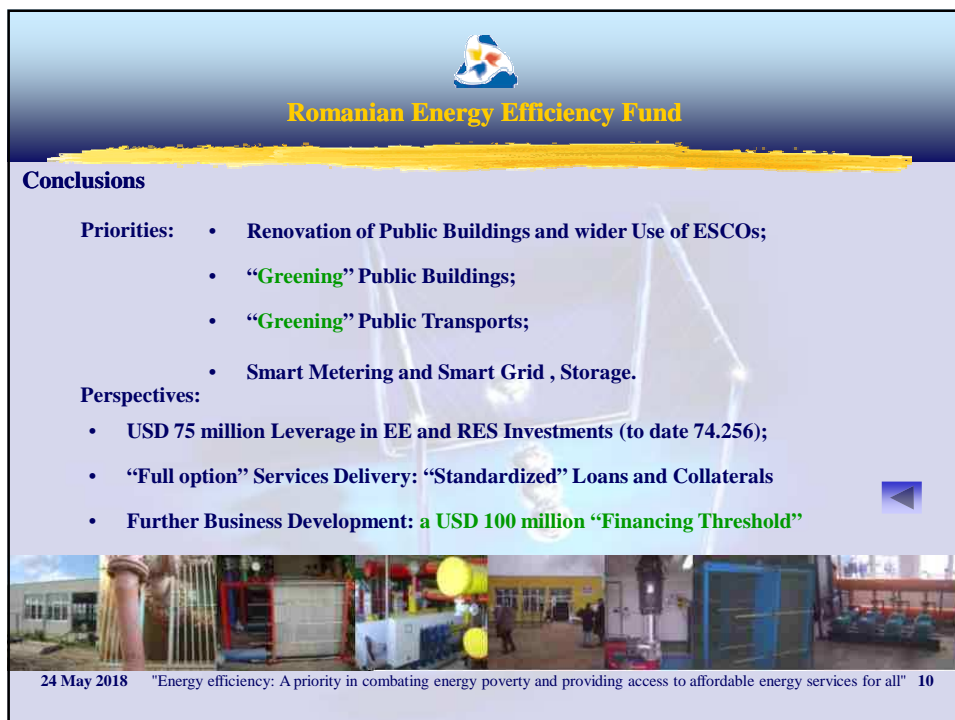 Romanian Energy Efficiency Fund
Conclusions
Priorities:
• Renovation of Public Buildings and wider Use of ESCOs;
• “Greening” Public Buildings;
• “Greening” Public Transports;
• Smart Metering and Smart Grid , Storage.
Perspectives:
• USD 75 million Leverage in EE and RES Investments (to date 74.256);
• “Full option” Services Delivery: “Standardized” Loans and Collaterals
• Further Business Development: a USD 100 million “Financing Threshold”
24 May 2018 "Energy efficiency: A priority in combating energy poverty and providing access to affordable energy services for all" 10